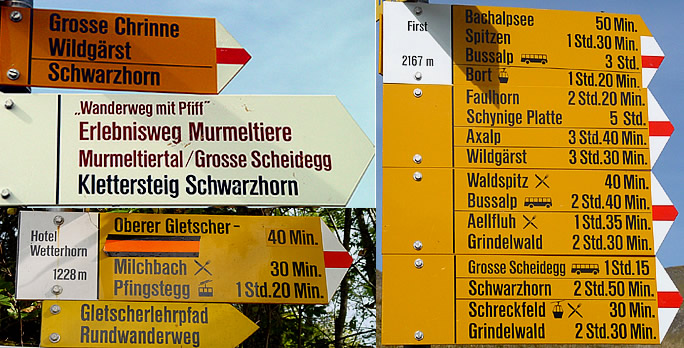 Grosse Chrinne
Wildgärst
Schwarzhorn
„Wanderweg mit Pfiff"
Erlebnisweg Murmeltiere
Murmeltiertal/Grosse Scheidegg
Klettersteig Schwarzhorn
Hotel
Wetterhorn
1228 m
Oberer Gletscher-
40 Min.
Milchbach 30 Min.
Pfingstegg 1 Std.20 Min.
Gletscherlehrpfad
Rundwanderweg
First
2167 m
Bachalpsee 50 Min.
Spitzen 1 Std.30 Min.
Bussalp 3 Std.
Bort 1 Std.20 Min.
Faulhorn 2 Std.20 Min.
Schynige Platte 5 Std.
Axalp 3 Std.40 Min.
Wildgärst 3 Std.30 Min.
Waldspitz 40 Min.
Bussalp 2 Std.40 Min.
Aellfluh 1 Std.35 Min.
Grindelwald 2 Std.30 Min.
Grosse Scheidegg 1 Std.15
Schwarzhorn 2 Std.50 Min.
Schreckfeld 30 Min.
Grindelwald 2 Std.30 Min.